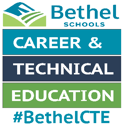 Bethel
SCHOOLS
CAREER &
TECHNICAL
EDUCATION
#BethelCTE